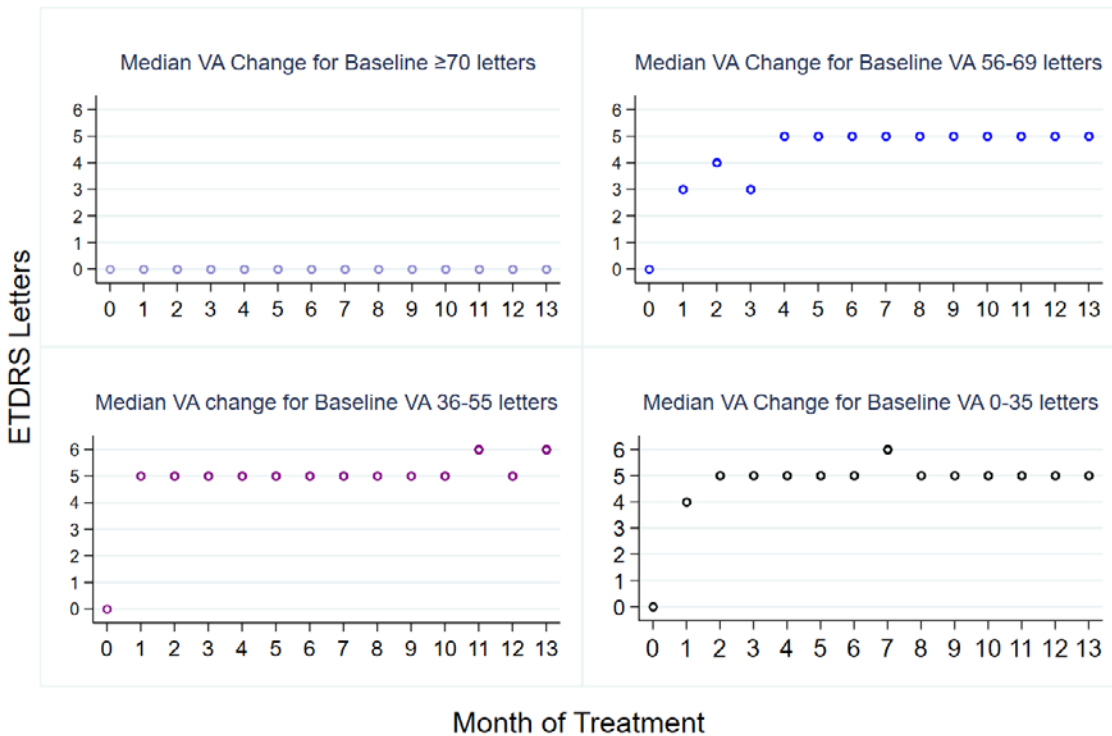 Median VA Change for Baseline ≥70 letters
6
5
4
3
2
1
0
0 1 2 3 4 5 6 7 8 9 10 11 12 13
Median VA Change for Baseline VA 56-69 letters
6
5
4
3
2
1
0
0 1 2 3 4 5 6 7 8 9 10 11 12 13
ETDRS Letters
Median VA change for Baseline VA 36-55 letters
6
5
4
3
2
1
0
0 1 2 3 4 5 6 7 8 9 10 11 12 13
Median VA Change for Baseline VA 0-35 letters
6
5
4
3
2
1
0
0 1 2 3 4 5 6 7 8 9 10 11 12 13
Month of Treatment